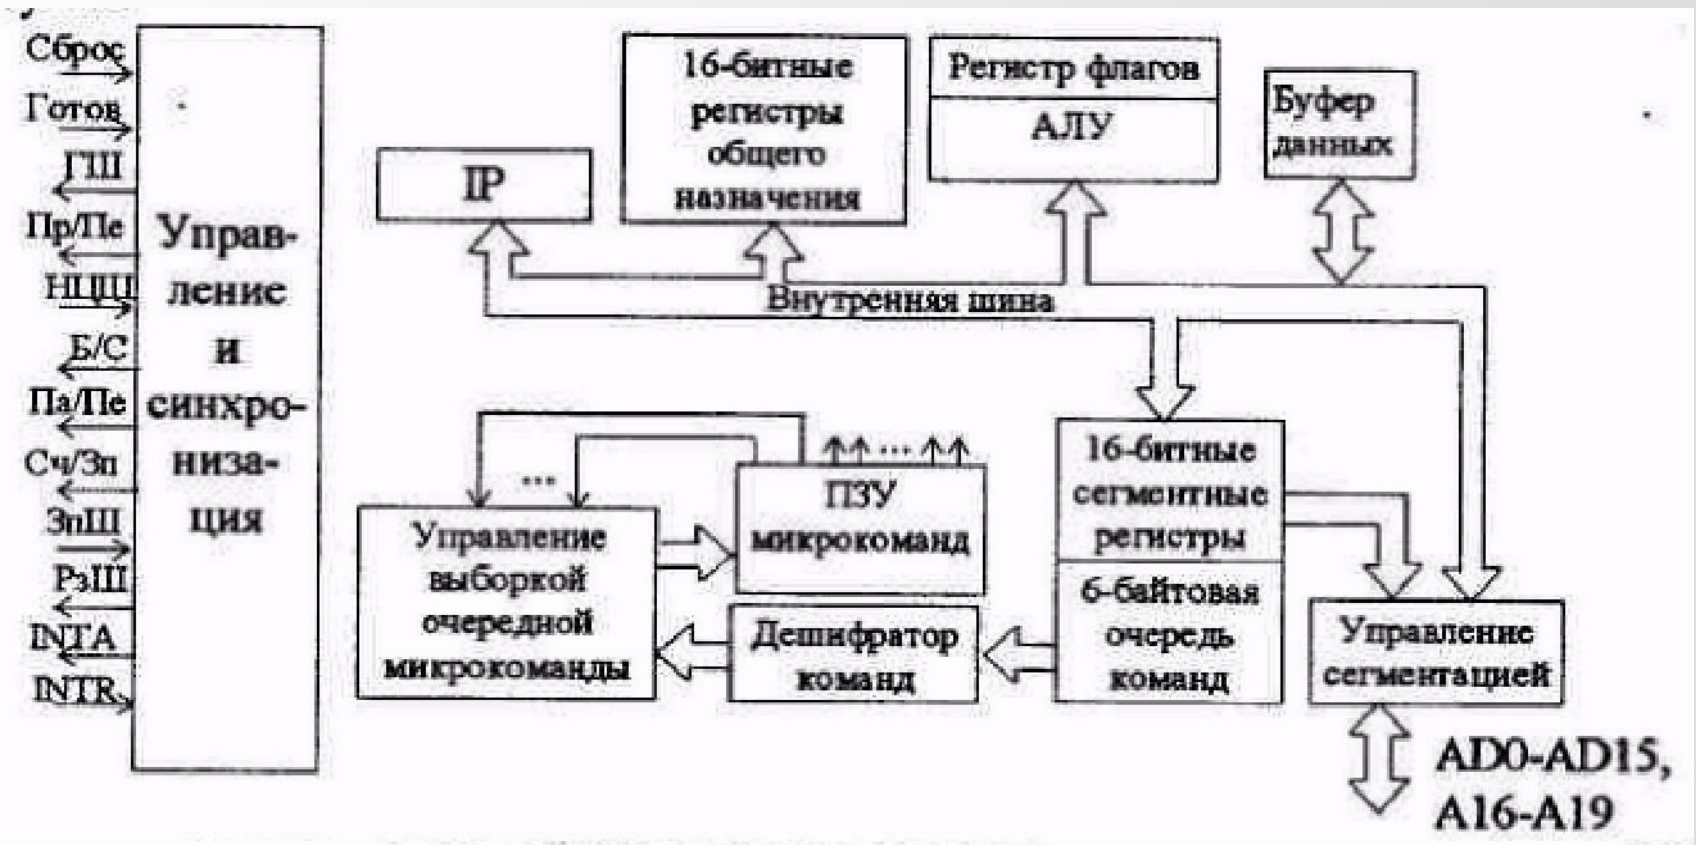 Сброс
Готов
ГШ
Пр/Пе
НЦШ
Б/С
Па/Пе
Сч/Зп
ЗпШ
РзШ
INTA
INTR
Управ-
ление
и
синхро-
низа-
ция
IP
16-битные
регистры
общего
назначения
Регистр флагов
АЛУ
Буфер
данных
Внутренняя шина
...
...
Управление
выборкой
очередной
микрокоманды
ПЗУ
микрокоманд
Дешифратор
команд
16-битные
сегментные
регистры
6-байтовая
очередь
команд
Управление
сегментацией
AD0-AD15,
A16-A19